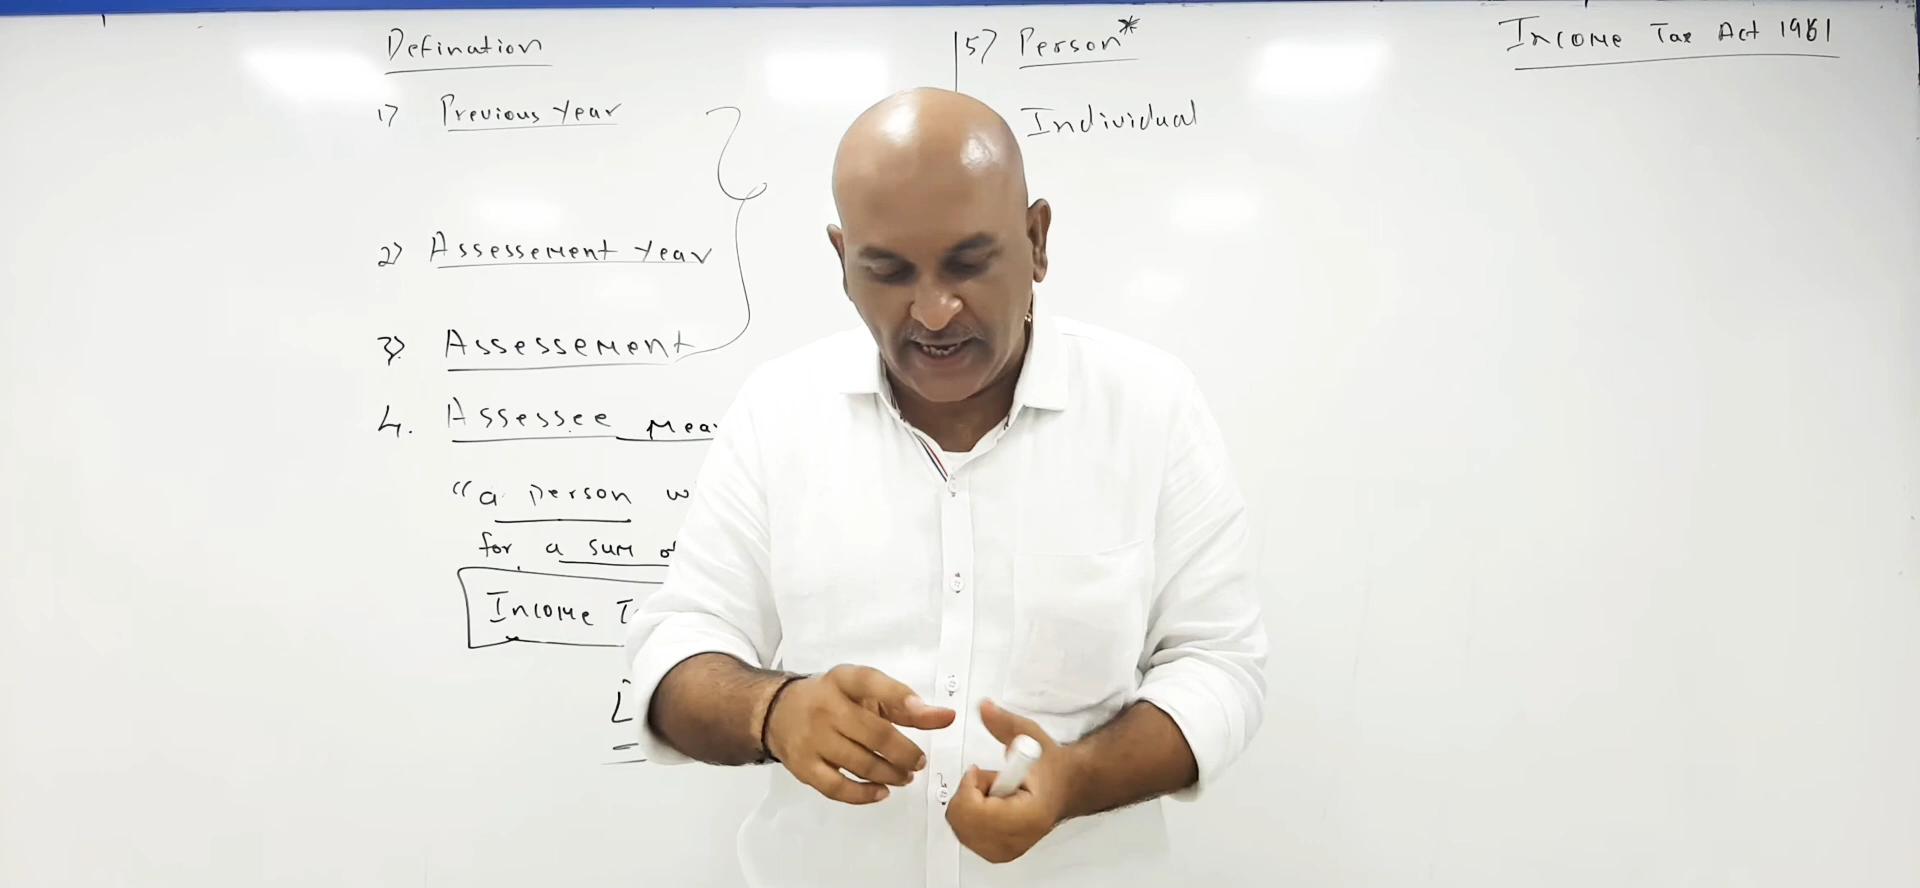 Defination
1) Previous Year
2) Assessement Year
3) Assessement
4. Assessee
"a person
for a sum
Income
5) Person*
Individual
Income Tax Act 1961